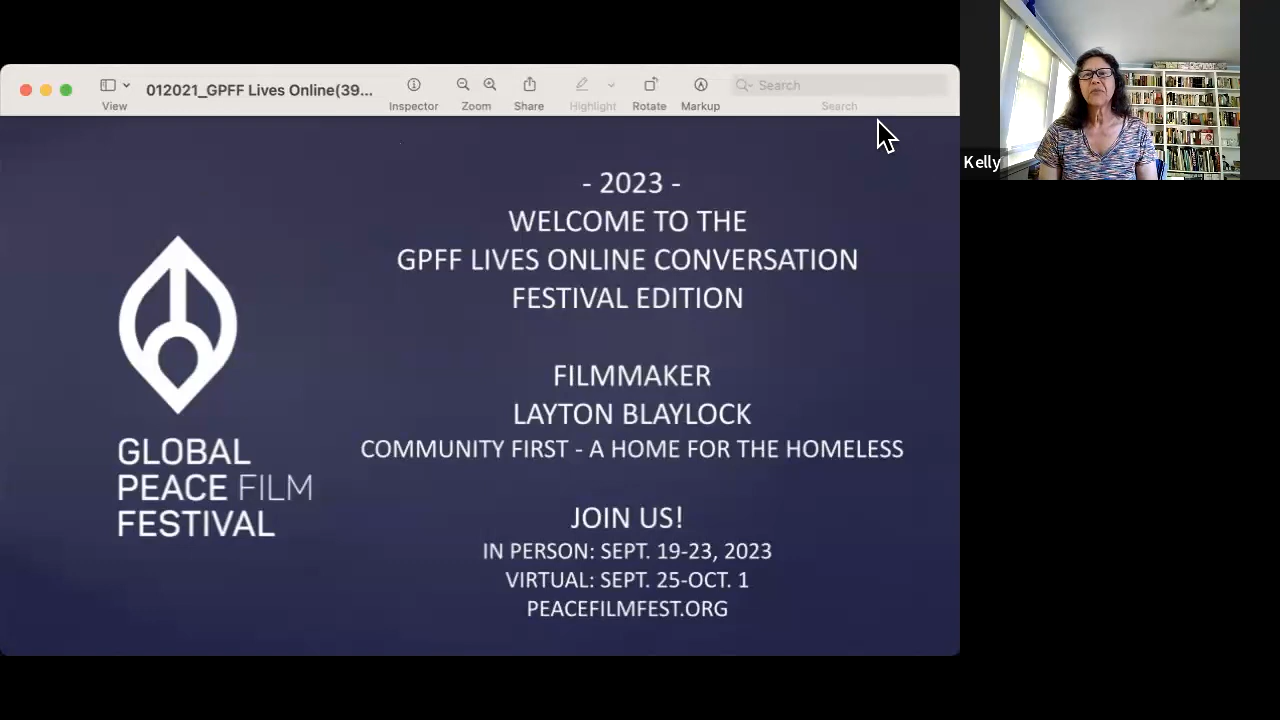 012021_GPFF Lives Online(39...
View
Inspector
Zoom
Share
Highlight
Rotate
Markup
Search
Search
Kelly
- 2023 -
WELCOME TO THE
GPFF LIVES ONLINE CONVERSATION
FESTIVAL EDITION
FILMMAKER
LAYTON BLAYLOCK
COMMUNITY FIRST - A HOME FOR THE HOMELESS
JOIN US!
IN PERSON: SEPT. 19-23, 2023
VIRTUAL: SEPT. 25-OCT. 1
PEACEFILMFEST.ORG
GLOBAL
PEACE FILM
FESTIVAL